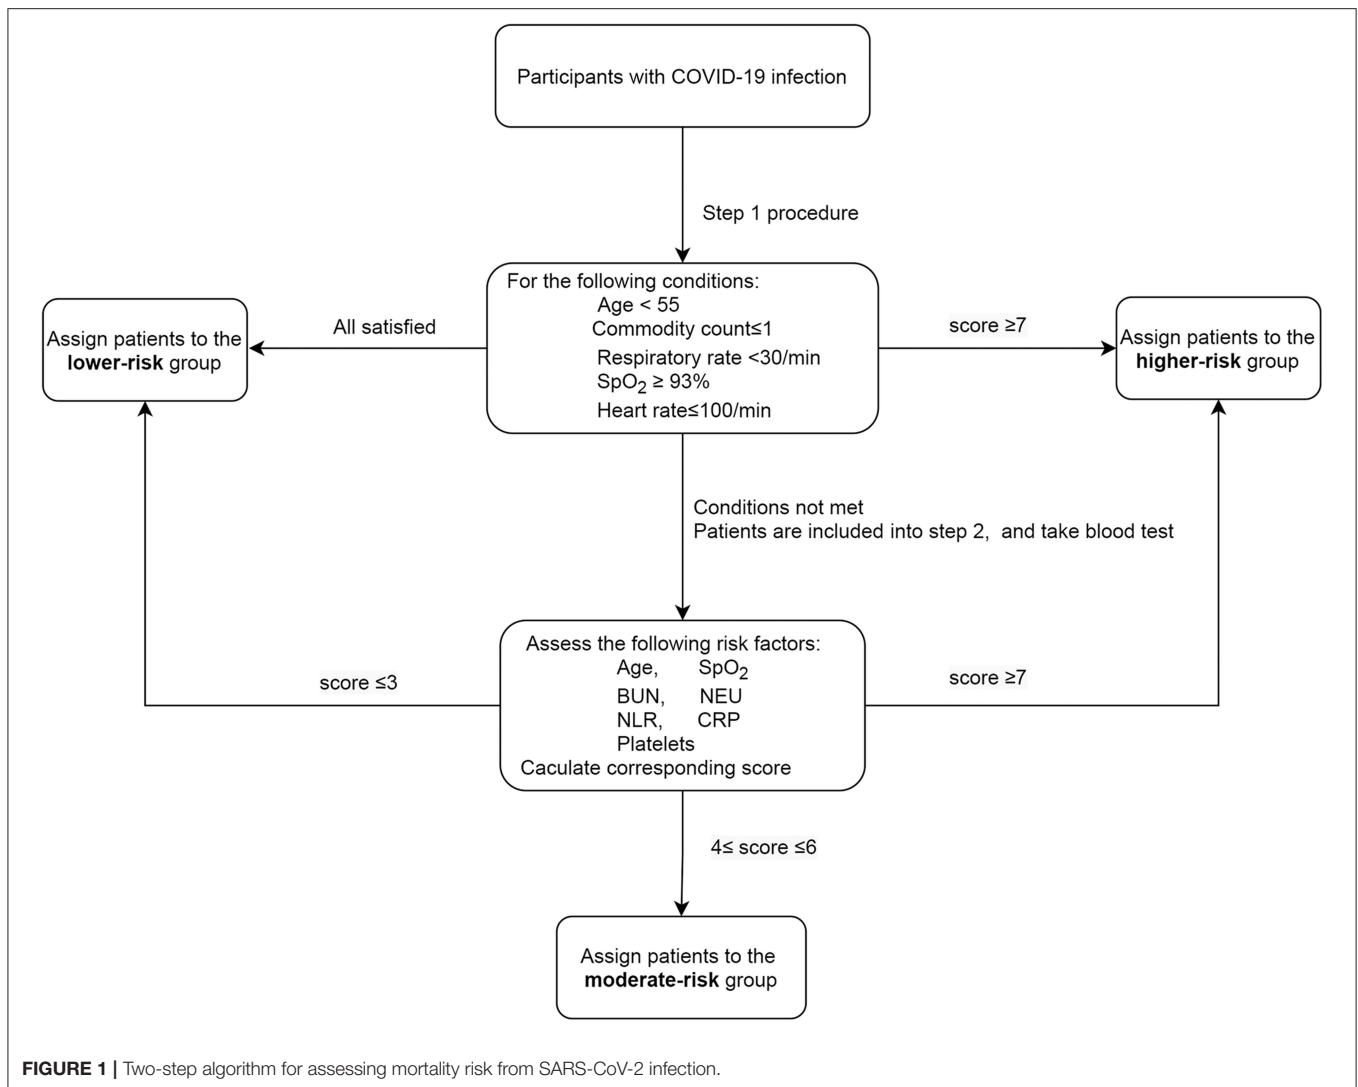 Participants with COVID-19 infection
Step 1 procedure
For the following conditions:
Age < 55
Commodity count≤1
Respiratory rate <30/min
SpO₂ ≥ 93%
Heart rate≤100/min
All satisfied
Assign patients to the
lower-risk group
score ≥7
Assign patients to the
higher-risk group
Conditions not met
Patients are included into step 2, and take blood test
Assess the following risk factors:
Age, SpO₂
BUN, NEU
NLR, CRP
Platelets
Caculate corresponding score
score ≤3
score ≥7
4≤ score ≤6
Assign patients to the
moderate-risk group
FIGURE 1 | Two-step algorithm for assessing mortality risk from SARS-CoV-2 infection.